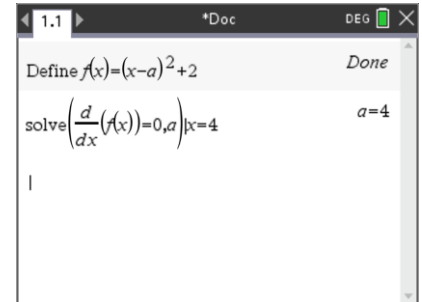 1.1 *Doc DEG
Define f(x)=(x−a)²+2 Done
solve(d/dx(f(x))=0,a)|x=4 a=4